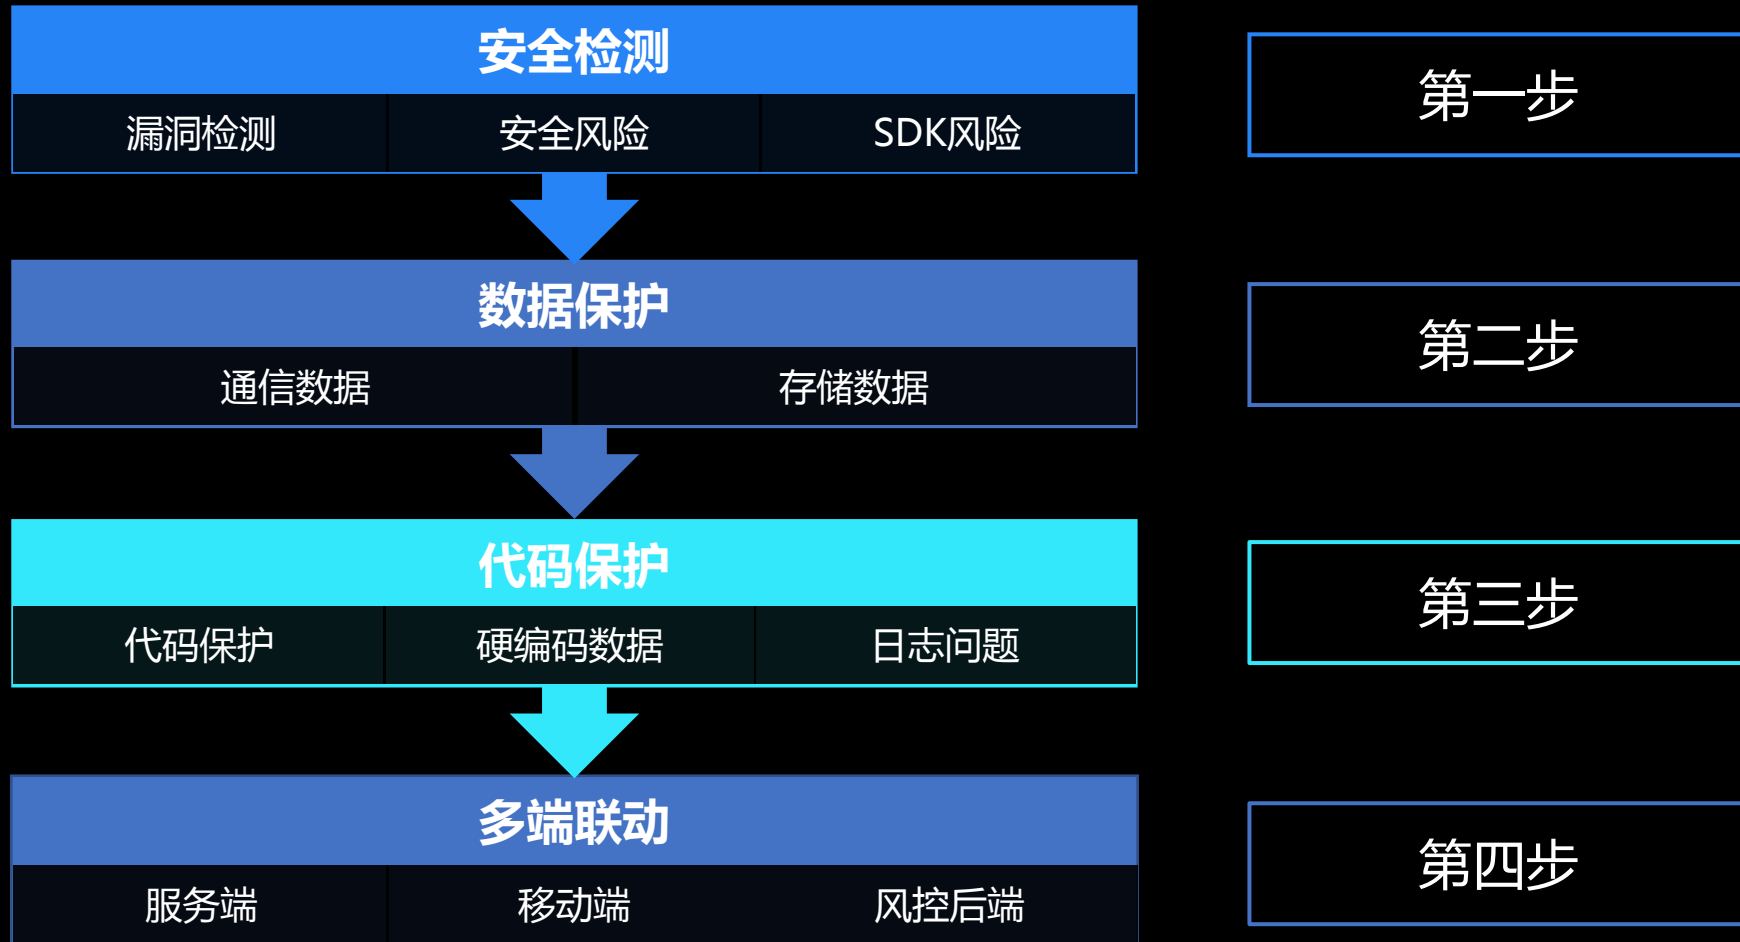 安全检测
第一步
漏洞检测
安全风险
SDK风险
数据保护
第二步
通信数据
存储数据
代码保护
第三步
代码保护
硬编码数据
日志问题
多端联动
第四步
服务端
移动端
风控后端